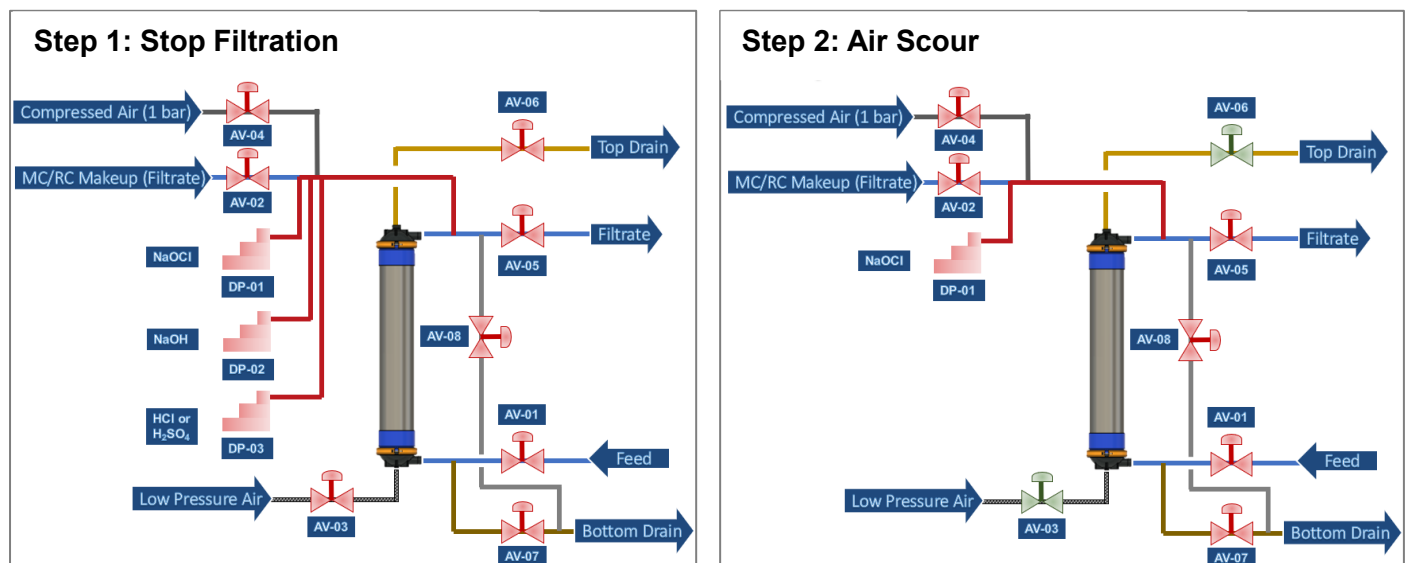 Step 1: Stop Filtration
Compressed Air (1 bar)
AV-04
AV-06
Top Drain
MC/RC Makeup (Filtrate)
AV-02
Filtrate
AV-05
NaOCl
DP-01
AV-08
NaOH
DP-02
AV-01
HCl or
H₂SO₄
DP-03
Feed
Low Pressure Air
AV-03
Bottom Drain
AV-07
Step 2: Air Scour
AV-06
Compressed Air (1 bar)
AV-04
Top Drain
MC/RC Makeup (Filtrate)
AV-02
Filtrate
AV-05
NaOCl
DP-01
AV-08
AV-01
Feed
Low Pressure Air
AV-03
Bottom Drain
AV-07